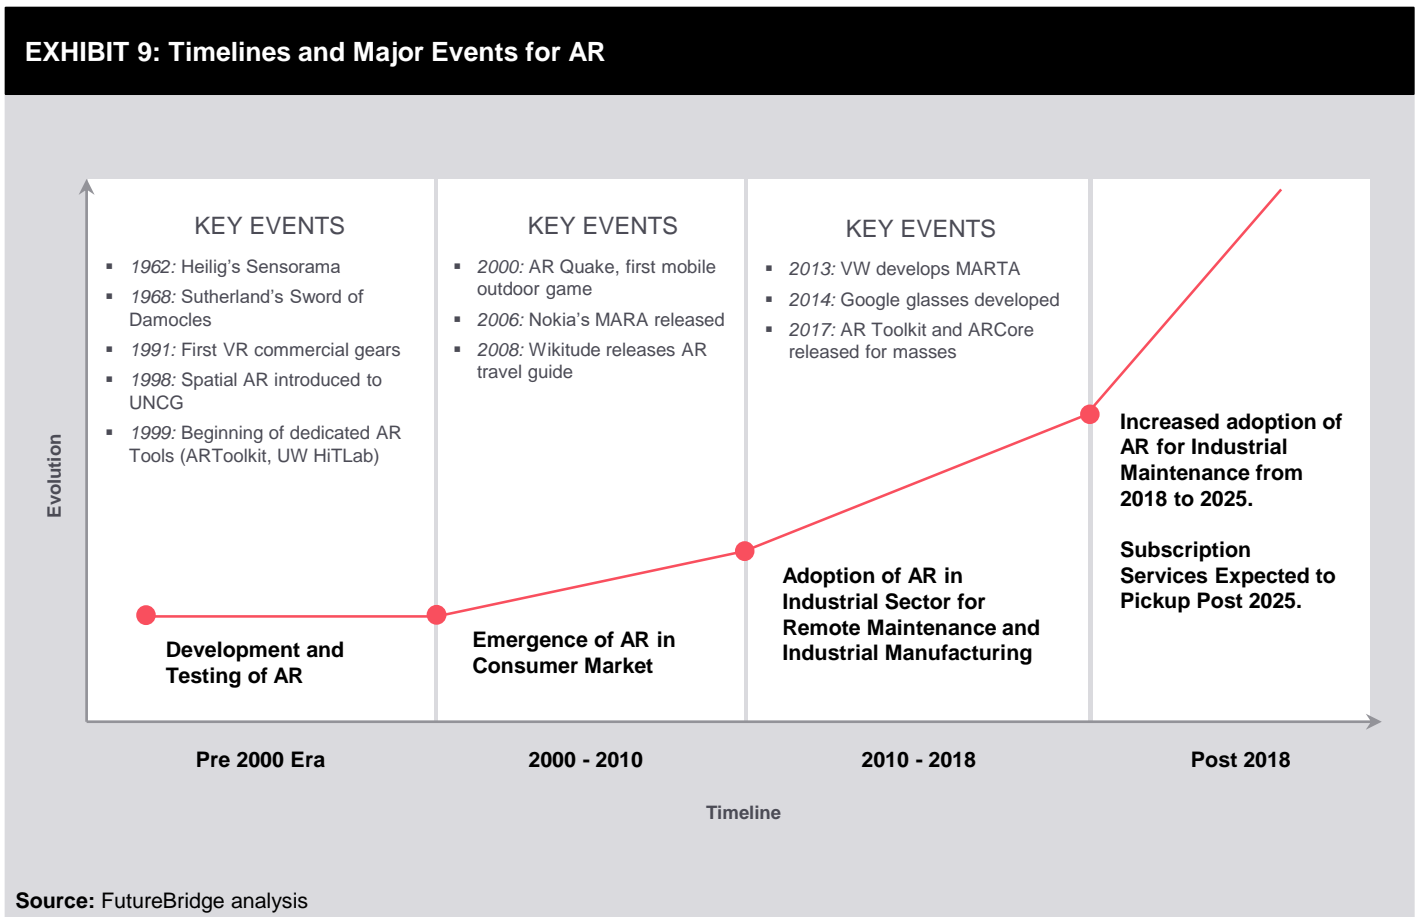 EXHIBIT 9: Timelines and Major Events for AR
Evolution
KEY EVENTS
▪ 1962: Heilig's Sensorama
▪ 1968: Sutherland's Sword of
Damocles
▪ 1991: First VR commercial gears
▪ 1998: Spatial AR introduced to
UNCG
▪ 1999: Beginning of dedicated AR
Tools (ARToolkit, UW HiTLab)
Development and
Testing of AR
Pre 2000 Era
KEY EVENTS
▪ 2000: AR Quake, first mobile
outdoor game
▪ 2006: Nokia's MARA released
▪ 2008: Wikitude releases AR
travel guide
Emergence of AR in
Consumer Market
2000 - 2010
KEY EVENTS
▪ 2013: VW develops MARTA
▪ 2014: Google glasses developed
▪ 2017: AR Toolkit and ARCore
released for masses
Adoption of AR in
Industrial Sector for
Remote Maintenance and
Industrial Manufacturing
2010 - 2018
Increased adoption of
AR for Industrial
Maintenance from
2018 to 2025.
Subscription
Services Expected to
Pickup Post 2025.
Post 2018
Timeline
Source: FutureBridge analysis